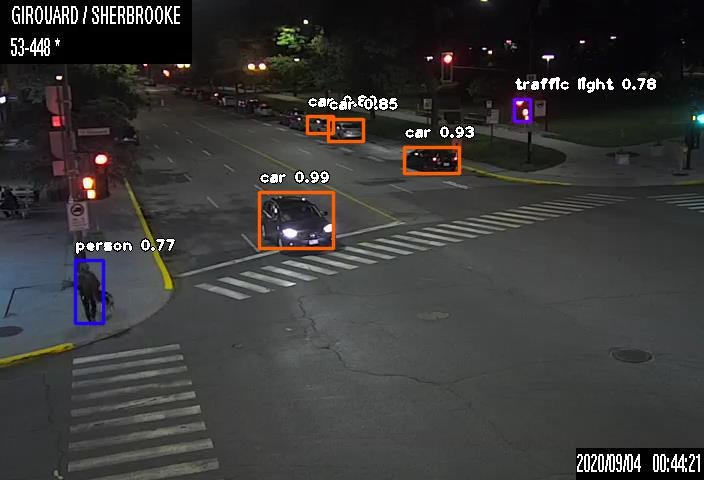 GIROUARD / SHERBROOKE
53-448 *
traffic light 0.78
car 0.85
car 0.93
car 0.99
person 0.77
2020/09/04 00:44:21